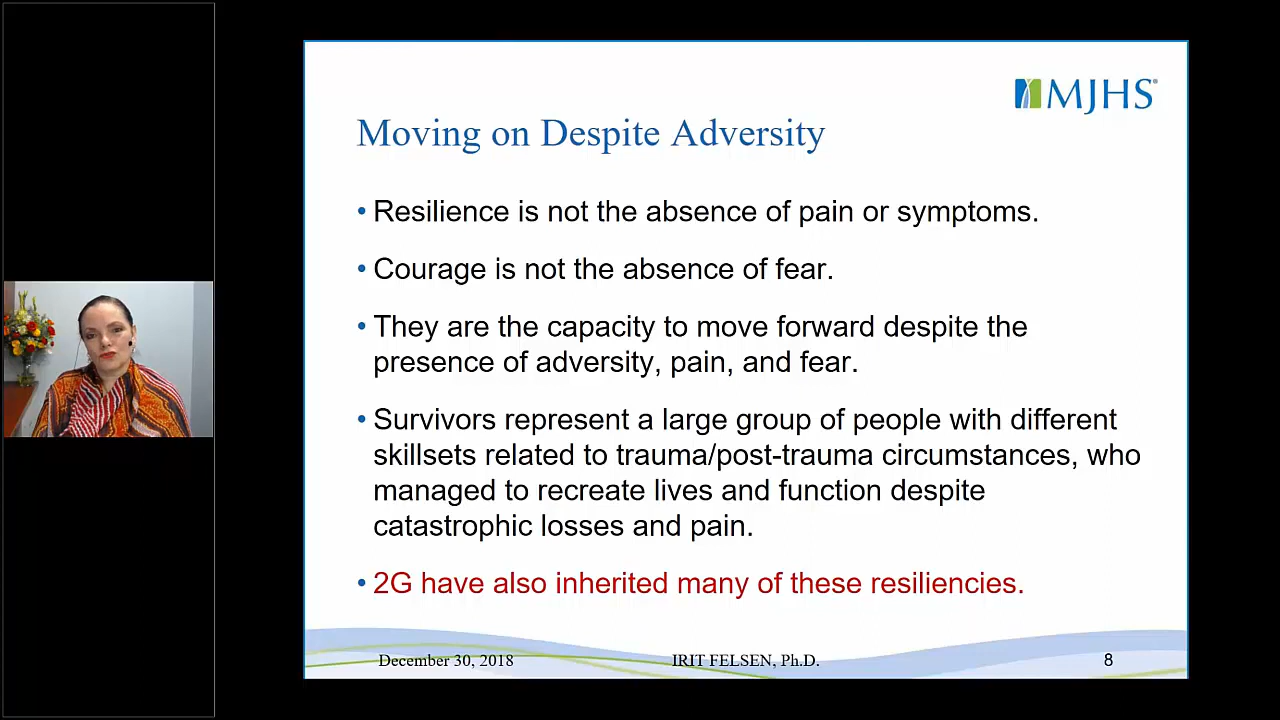 MJHS
Moving on Despite Adversity
• Resilience is not the absence of pain or symptoms.
• Courage is not the absence of fear.
• They are the capacity to move forward despite the
presence of adversity, pain, and fear.
• Survivors represent a large group of people with different
skillsets related to trauma/post-trauma circumstances, who
managed to recreate lives and function despite
catastrophic losses and pain.
• 2G have also inherited many of these resiliencies.
December 30, 2018 IRIT FELSEN, Ph.D. 8